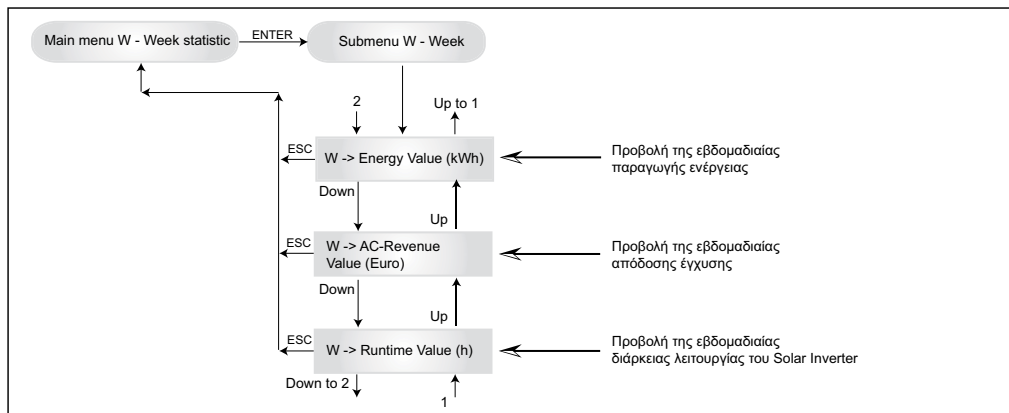 Main menu W - Week statistic
ENTER
Submenu W - Week
2
Up to 1
ESC
W -> Energy Value (kWh)
Προβολή της εβδομαδιαίας
παραγωγής ενέργειας
Down
Up
ESC
W -> AC-Revenue
Value (Euro)
Προβολή της εβδομαδιαίας
απόδοσης έγχυσης
Down
Up
ESC
W -> Runtime Value (h)
Προβολή της εβδομαδιαίας
διάρκειας λειτουργίας του Solar Inverter
Down to 2
1